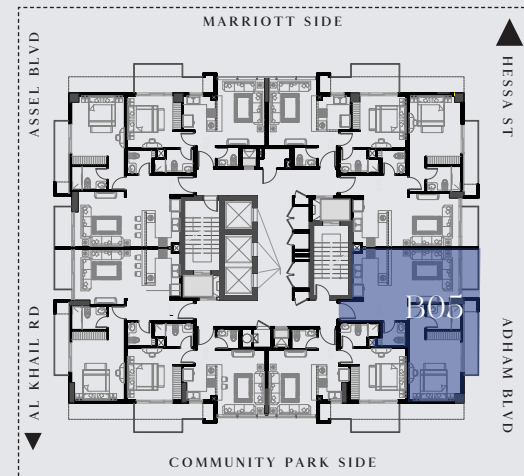 MARRIOTT SIDE
ASSEL BLVD
HESSA ST
B05
AL KHAIL RD
ADHAM BLVD
COMMUNITY PARK SIDE